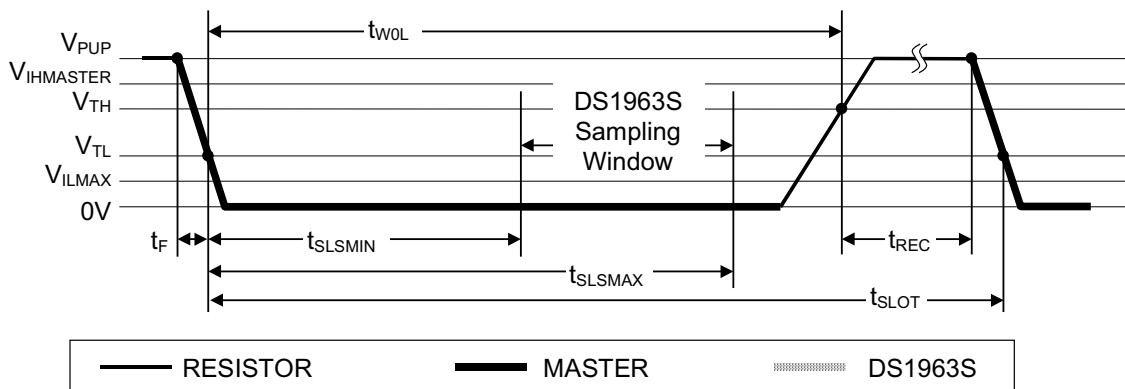 tW0L
VPUP
VIHMASTER
VTH
VTL
VILMAX
0V
DS1963S
Sampling
Window
tF
tSLSMIN
tREC
tSLSMAX
tSLOT
RESISTOR MASTER DS1963S